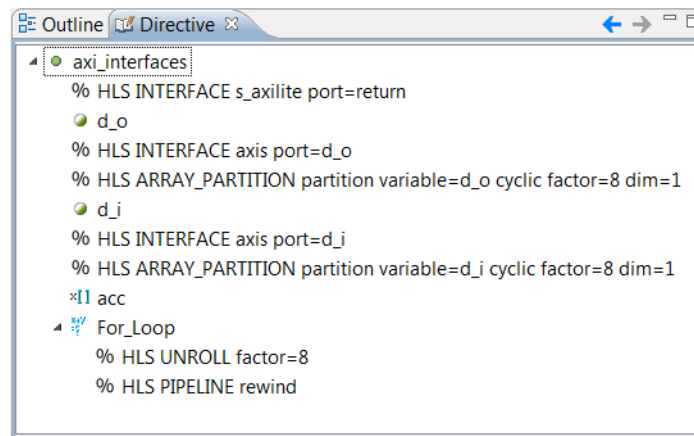 Outline Directive
axi_interfaces
% HLS INTERFACE s_axilite port=return
d_o
% HLS INTERFACE axis port=d_o
% HLS ARRAY_PARTITION partition variable=d_o cyclic factor=8 dim=1
d_i
% HLS INTERFACE axis port=d_i
% HLS ARRAY_PARTITION partition variable=d_i cyclic factor=8 dim=1
×[] acc
For_Loop
% HLS UNROLL factor=8
% HLS PIPELINE rewind